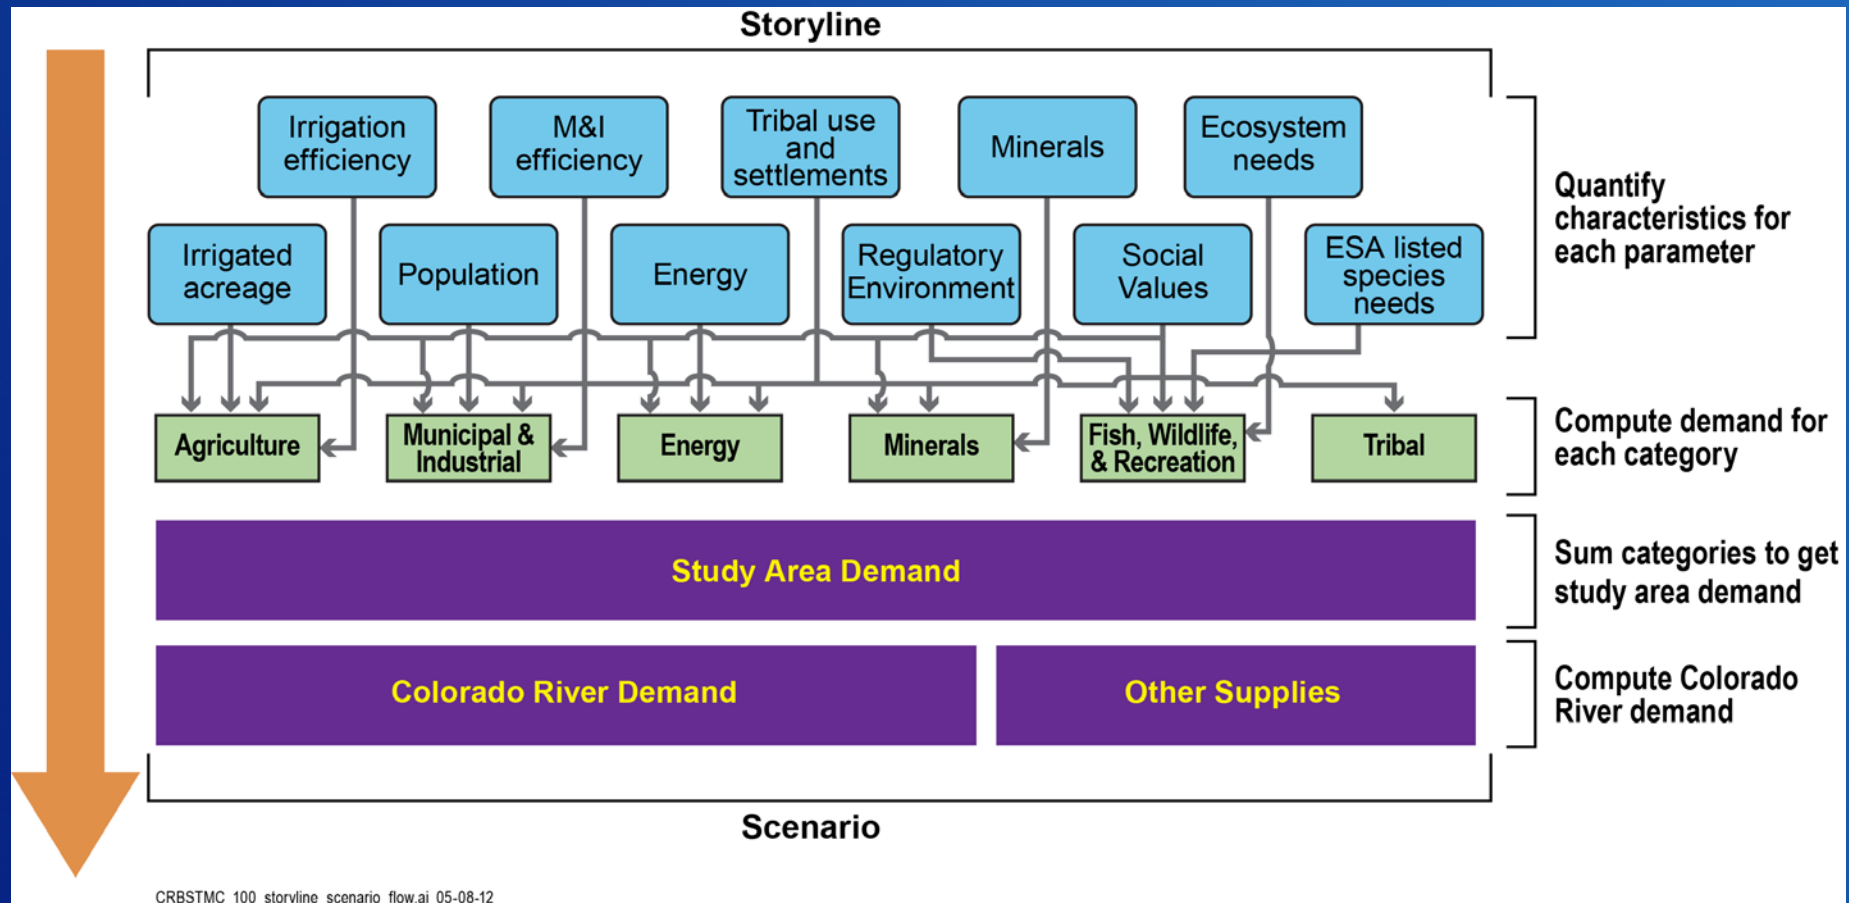 Storyline
Irrigation
efficiency
M&I
efficiency
Tribal use
and
settlements
Minerals
Ecosystem
needs
Quantify
characteristics for
each parameter
Irrigated
acreage
Population
Energy
Regulatory
Environment
Social
Values
ESA listed
species
needs
Agriculture
Municipal &
Industrial
Energy
Minerals
Fish, Wildlife,
& Recreation
Tribal
Compute demand for
each category
Study Area Demand
Sum categories to get
study area demand
Colorado River Demand
Other Supplies
Compute Colorado
River demand
Scenario
CRBSTMC_100_storyline_scenario_flow.ai_05-08-12